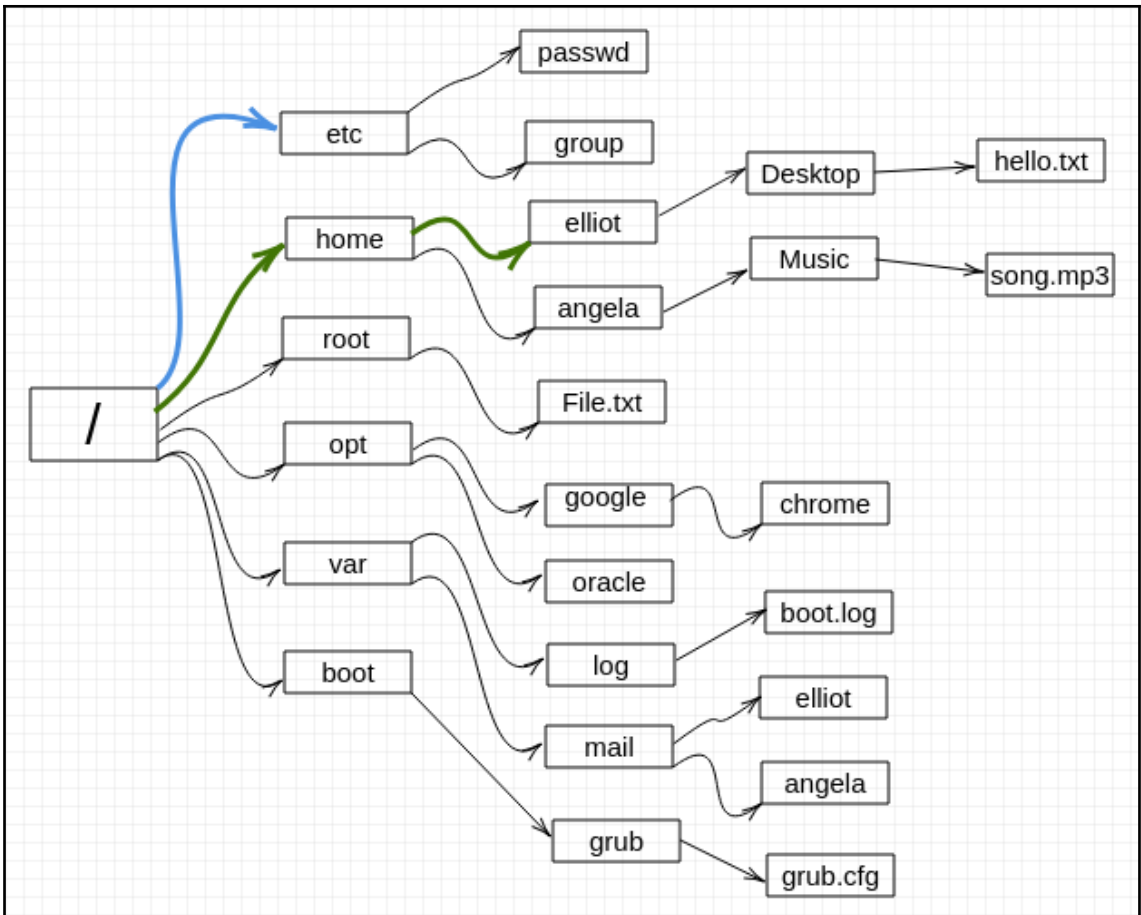 passwd
etc
group
hello.txt
Desktop
elliot
home
Music
song.mp3
angela
root
File.txt
/
opt
google
chrome
var
oracle
boot.log
log
boot
elliot
mail
angela
grub
grub.cfg